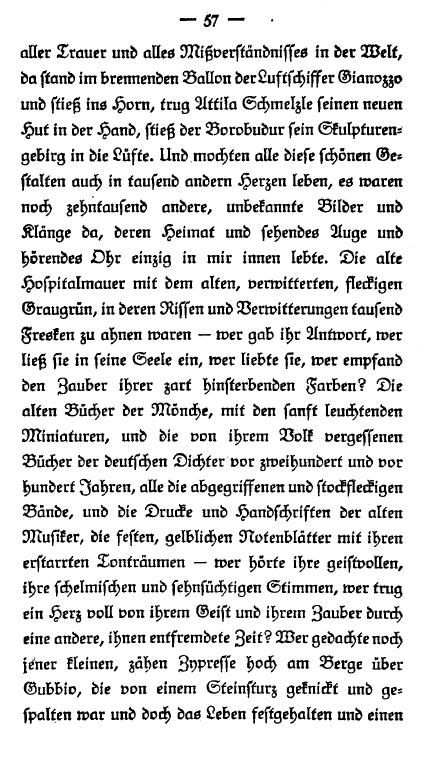 — 57 —
aller Trauer und alles Mißverständnisses in der Welt,
da stand im brennenden Ballon der Luftschiffer Gianozzo
und stieß ins Horn, trug Attila Schmelzle seinen neuen
Hut in der Hand, stieß der Borobudur sein Skulpturen-
gebirg in die Lüfte. Und mochten alle diese schönen Ge-
stalten auch in tausend andern Herzen leben, es waren
noch zehntausend andere, unbekannte Bilder und
Klänge da, deren Heimat und sehendes Auge und
hörendes Ohr einzig in mir innen lebte. Die alte
Hospitalmauer mit dem alten, verwitterten, fleckigen
Graugrün, in deren Rissen und Verwitterungen tausend
Fresken zu ahnen waren — wer gab ihr Antwort, wer
ließ sie in seine Seele ein, wer liebte sie, wer empfand
den Zauber ihrer zart hinsterbenden Farben? Die
alten Bücher der Mönche, mit den sanft leuchtenden
Miniaturen, und die von ihrem Volk vergessenen
Bücher der deutschen Dichter vor zweihundert und vor
hundert Jahren, alle die abgegriffenen und stockfleckigen
Bände, und die Drucke und Handschriften der alten
Musiker, die festen, gelblichen Notenblätter mit ihren
erstarrten Tonträumen — wer hörte ihre geistvollen,
ihre schelmischen und sehnsüchtigen Stimmen, wer trug
ein Herz voll von ihrem Geist und ihrem Zauber durch
eine andere, ihnen entfremdete Zeit? Wer gedachte noch
jener kleinen, zähen Zypresse hoch am Berge über
Gubbio, die von einem Steinsturz geknickt und ge-
spalten war und doch das Leben festgehalten und einen